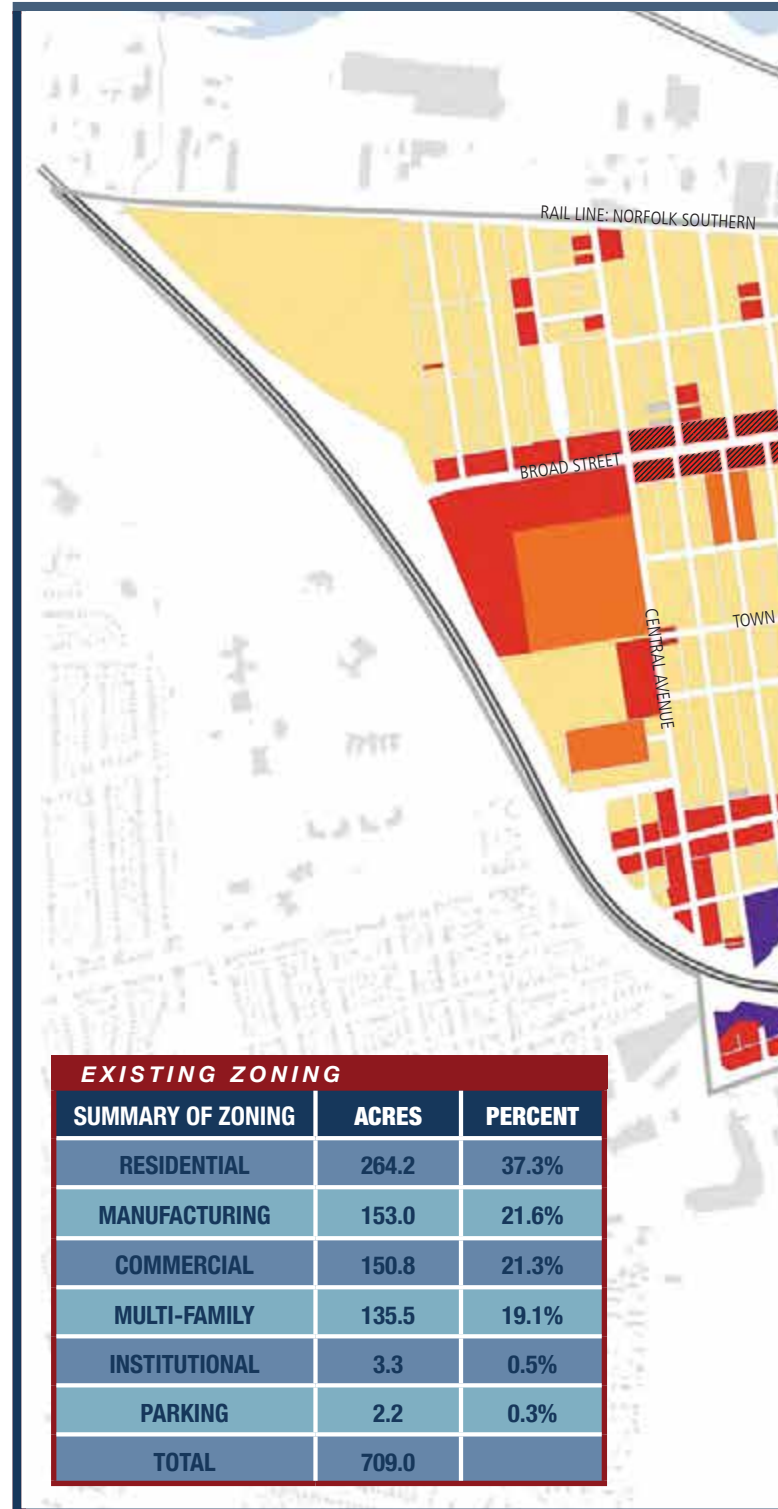 RAIL LINE: NORFOLK SOUTHERN
BROAD STREET
CENTRAL AVENUE
TOWN
EXISTING ZONING
SUMMARY OF ZONING ACRES PERCENT
RESIDENTIAL 264.2 37.3%
MANUFACTURING 153.0 21.6%
COMMERCIAL 150.8 21.3%
MULTI-FAMILY 135.5 19.1%
INSTITUTIONAL 3.3 0.5%
PARKING 2.2 0.3%
TOTAL 709.0